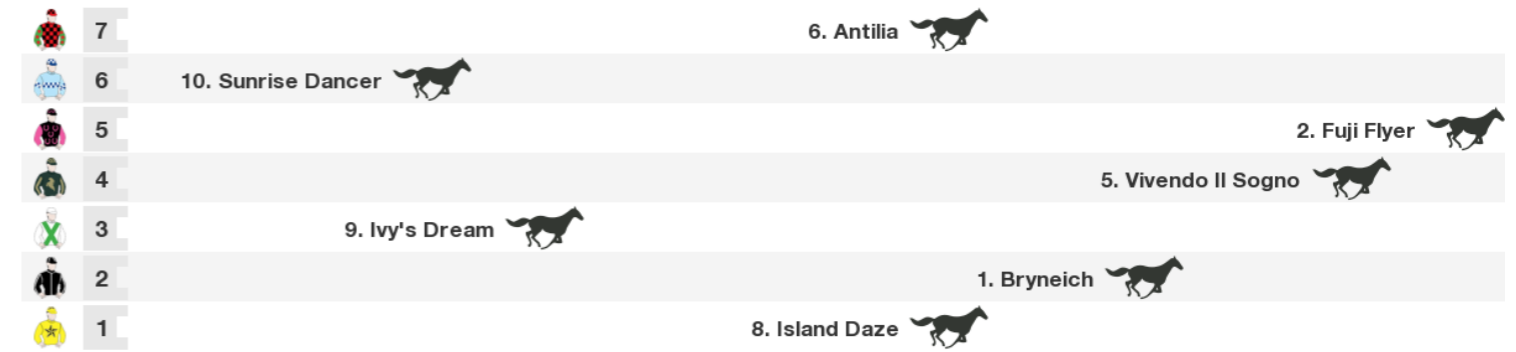 7 6. Antilia
6 10. Sunrise Dancer
5 2. Fuji Flyer
4 5. Vivendo Il Sogno
3 9. Ivy's Dream
2 1. Bryneich
1 8. Island Daze